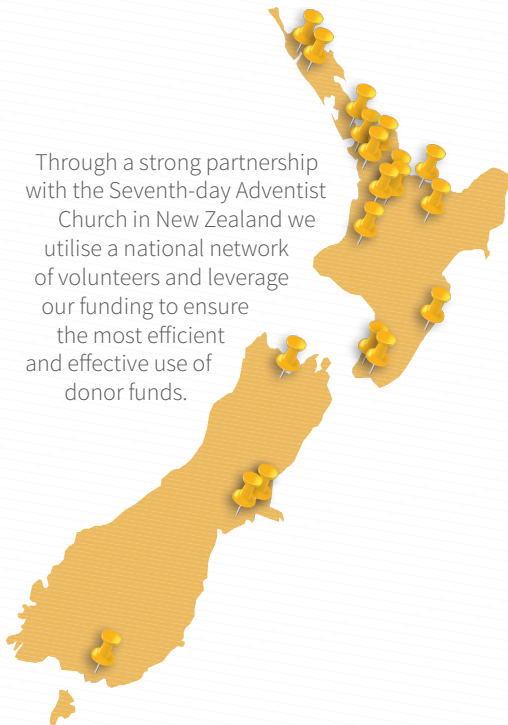 Through a strong partnership
with the Seventh-day Adventist
Church in New Zealand we
utilise a national network
of volunteers and leverage
our funding to ensure
the most efficient
and effective use of
donor funds.